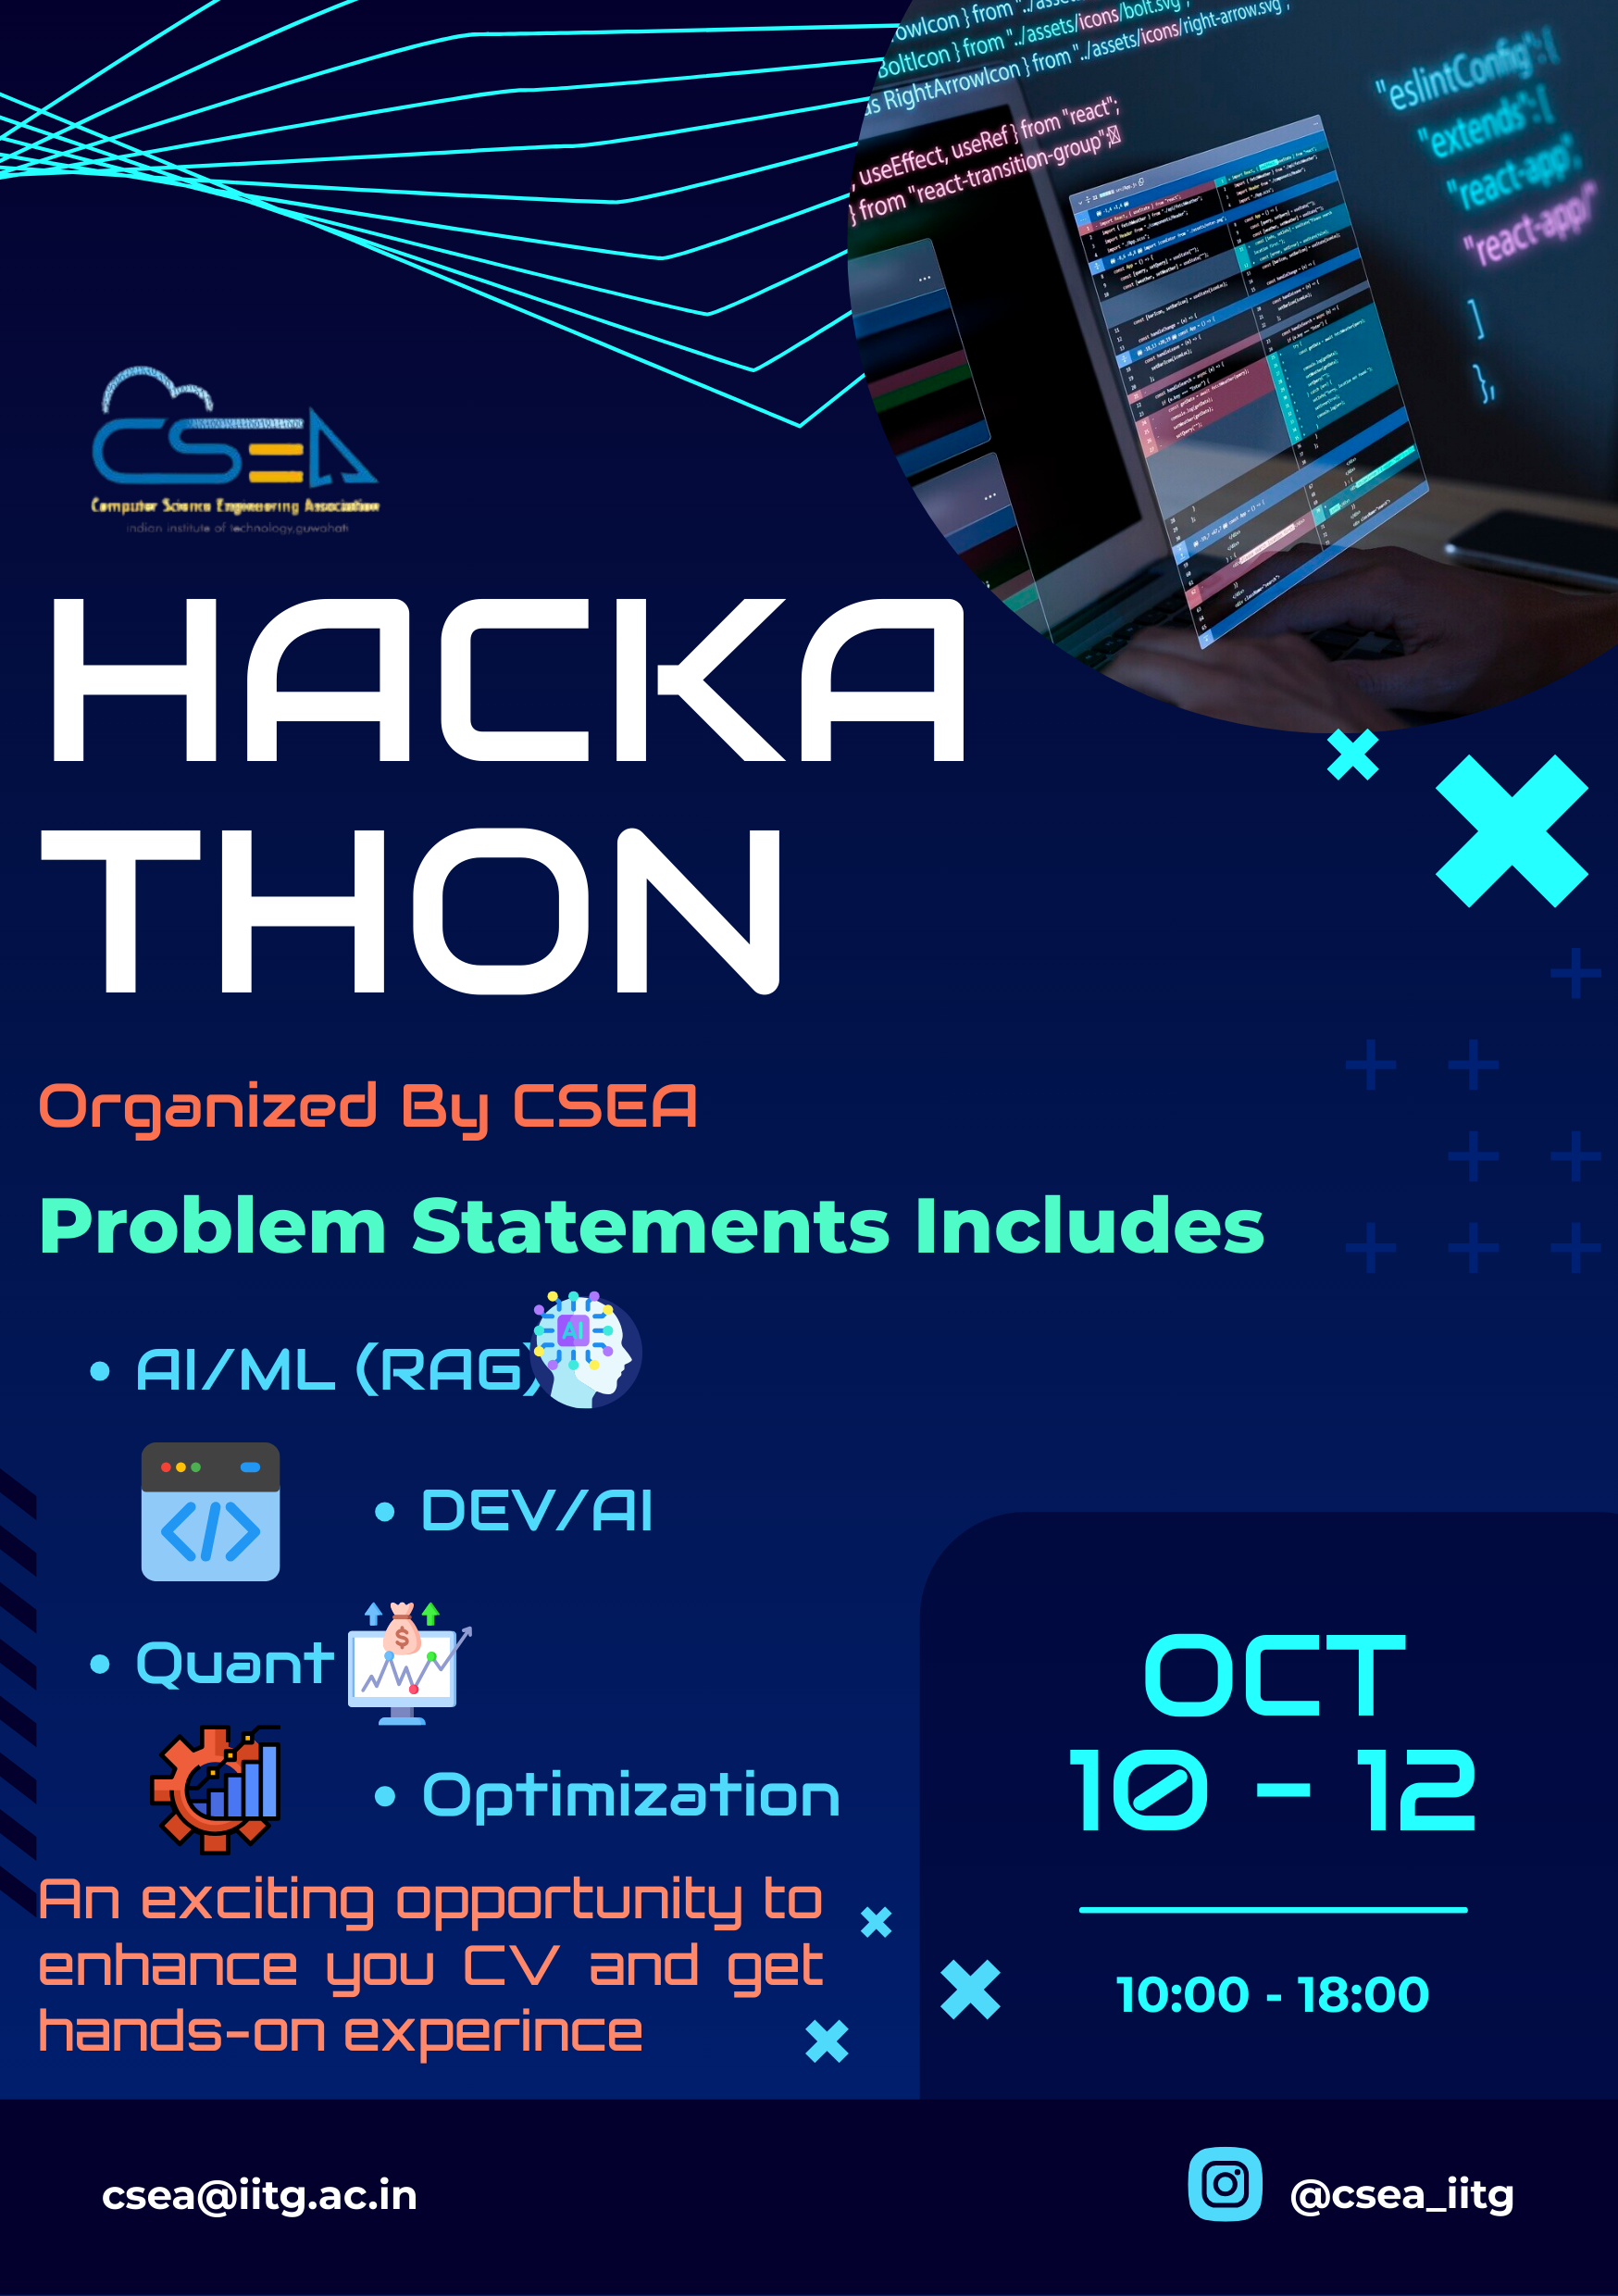 rowIcon } from "../assets
BoltIcon } from "../assets/icons/bolt.svg";
as RightArrowIcon } from "../assets/icons/right-arrow.svg";
, useEffect, useRef } from "react";
} from "react-transition-group";
"eslintConfig": {
"extends": [
"react-app",
"react-app/
]
},
CSEA
Computer Science Engineering Association
indian institute of technology,guwahati
HACKA
THON
Organized By CSEA
Problem Statements Includes
• AI/ML (RAG)
AI
</>
• DEV/AI
• Quant
$
• Optimization
An exciting opportunity to
enhance you CV and get
hands-on experince
OCT
10 - 12
10:00 - 18:00
csea@iitg.ac.in
@csea_iitg